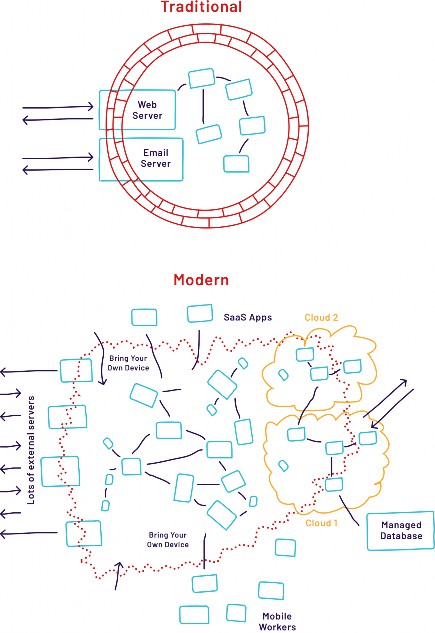 Traditional
Web
Server
Email
Server
Modern
SaaS Apps
Cloud 2
Bring Your
Own Device
Lots of external servers
Bring Your
Own Device
Cloud 1
Managed
Database
Mobile
Workers